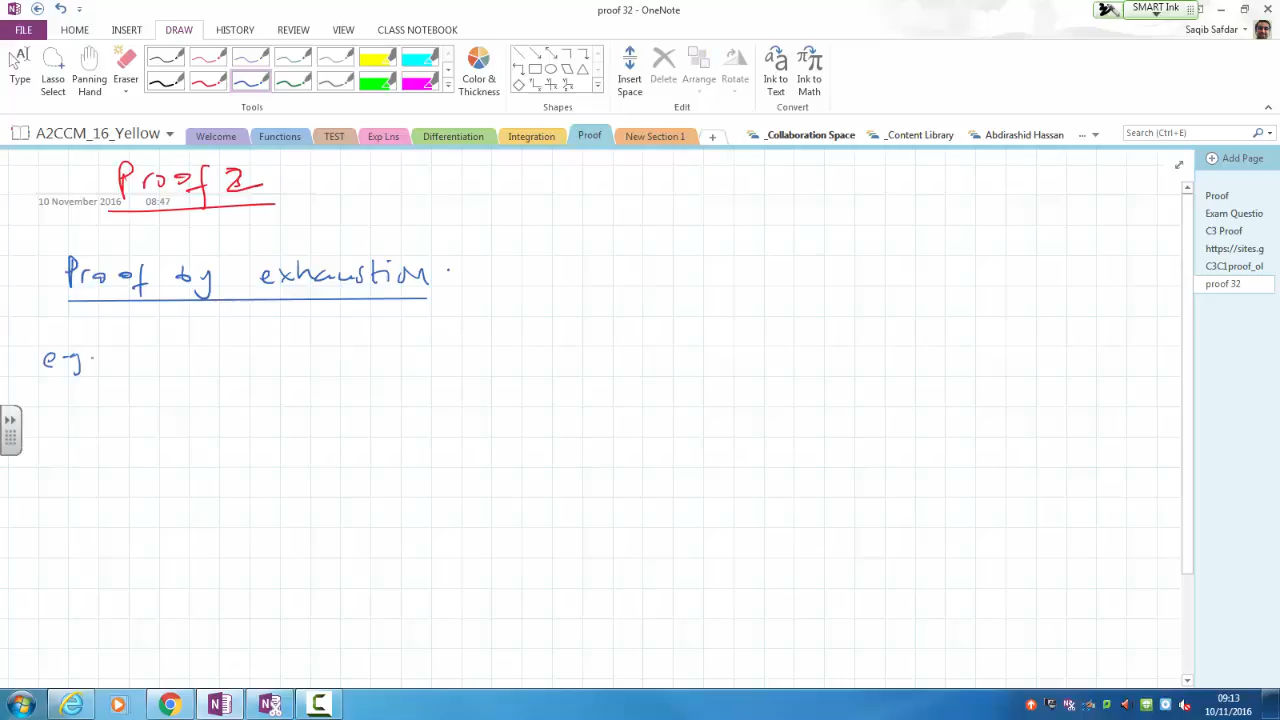 proof 32 - OneNote
SMART Ink
FILE HOME INSERT DRAW HISTORY REVIEW VIEW CLASS NOTEBOOK
Saqib Safdar
Type
Lasso Select
Panning Hand
Eraser
Color & Thickness
Insert Space
Delete
Arrange
Rotate
Ink to Text
Ink to Math
Tools Shapes Edit Convert
A2CCM_16_Yellow Welcome Functions TEST Exp Lns Differentiation Integration Proof New Section 1 _Collaboration Space _Content Library Abdirashid Hassan Search (Ctrl+E)
Proof 2
10 November 2016 08:47
Proof by exhaustion.
e-g.
Add Page
Proof
Exam Questio
C3 Proof
https://sites.g
C3C1proof_ol
proof 32
09:13
10/11/2016